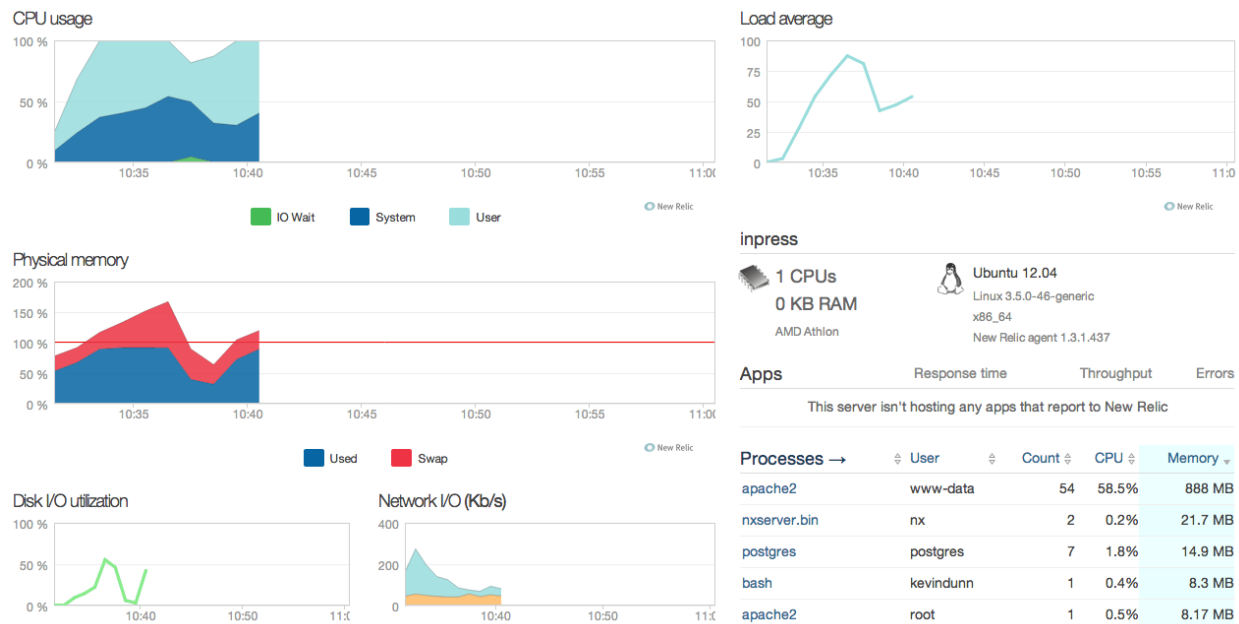 CPU usage
100 %
50 %
0 %
10:35 10:40 10:45 10:50 10:55 11:00
IO Wait System User
New Relic
Load average
100
75
50
25
0
10:35 10:40 10:45 10:50 10:55 11:0
New Relic
Physical memory
200 %
150 %
100 %
50 %
0 %
10:35 10:40 10:45 10:50 10:55 11:00
Used Swap
New Relic
inpress
1 CPUs
0 KB RAM
AMD Athlon
Ubuntu 12.04
Linux 3.5.0-46-generic
x86_64
New Relic agent 1.3.1.437
Apps Response time Throughput Errors
This server isn't hosting any apps that report to New Relic
Disk I/O utilization
100 %
50 %
0 %
10:40 10:50 11:0
Network I/O (Kb/s)
400
200
0
10:40 10:50 11:0
Processes → User Count CPU Memory
apache2 www-data 54 58.5% 888 MB
nxserver.bin nx 2 0.2% 21.7 MB
postgres postgres 7 1.8% 14.9 MB
bash kevindunn 1 0.4% 8.3 MB
apache2 root 1 0.5% 8.17 MB